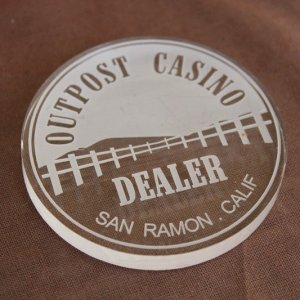 OUTPOST CASINO
DEALER
SAN RAMON . CALIF